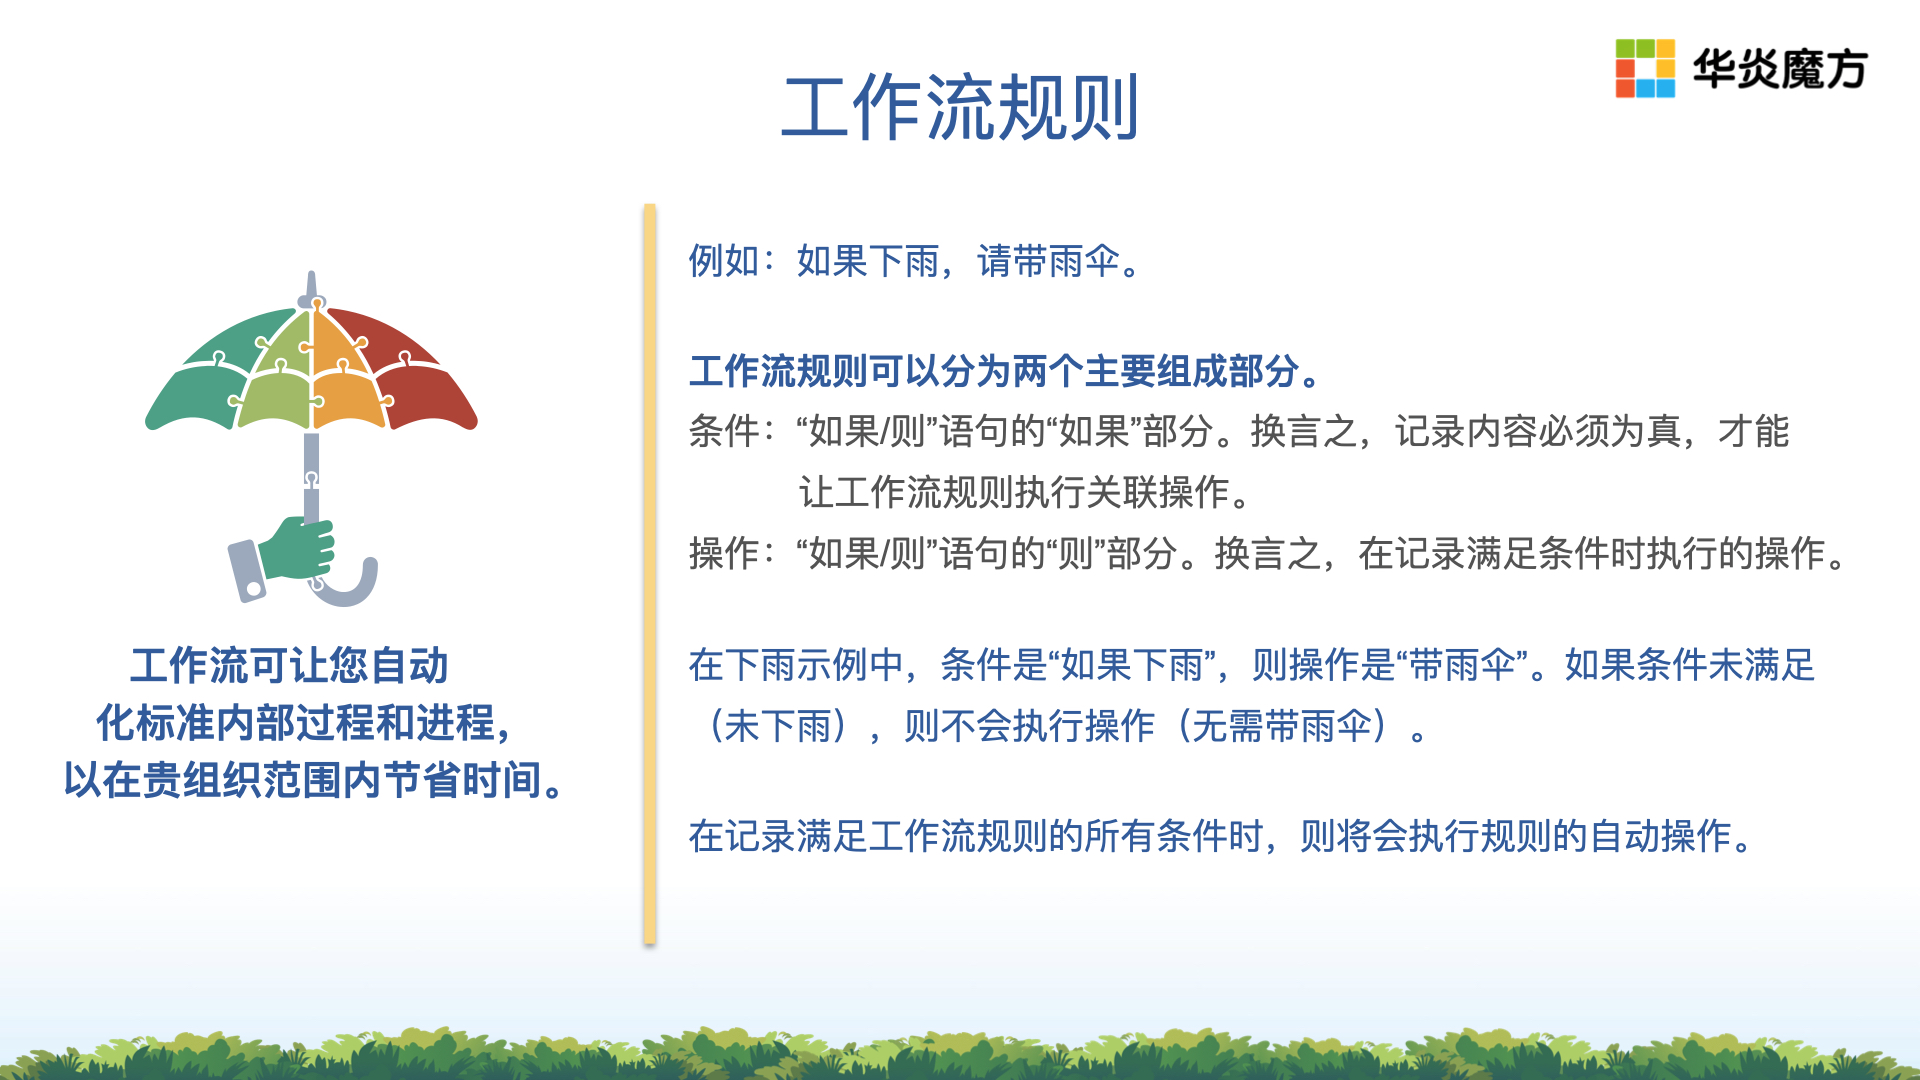 华炎魔方
工作流规则
工作流可让您自动
化标准内部过程和进程，
以在贵组织范围内节省时间。
例如：如果下雨，请带雨伞。
工作流规则可以分为两个主要组成部分。
条件：“如果/则”语句的“如果”部分。换言之，记录内容必须为真，才能
让工作流规则执行关联操作。
操作：“如果/则”语句的“则”部分。换言之，在记录满足条件时执行的操作。
在下雨示例中，条件是“如果下雨”，则操作是“带雨伞”。如果条件未满足
（未下雨），则不会执行操作（无需带雨伞）。
在记录满足工作流规则的所有条件时，则将会执行规则的自动操作。